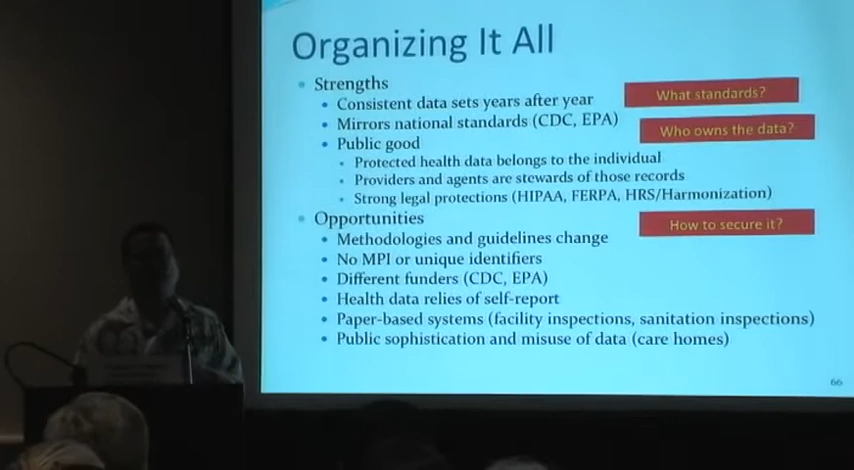 Organizing It All
Strengths
Consistent data sets years after year
What standards?
Mirrors national standards (CDC, EPA)
Who owns the data?
Public good
Protected health data belongs to the individual
Providers and agents are stewards of those records
Strong legal protections (HIPAA, FERPA, HRS/Harmonization)
Opportunities
How to secure it?
Methodologies and guidelines change
No MPI or unique identifiers
Different funders (CDC, EPA)
Health data relies of self-report
Paper-based systems (facility inspections, sanitation inspections)
Public sophistication and misuse of data (care homes)
66